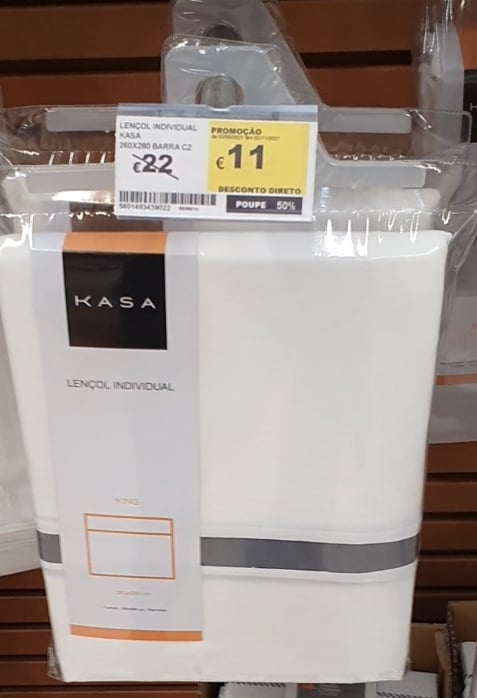 LENÇOL INDIVIDUAL
KASA
260X280 BARRA CZ
€22
PROMOÇÃO
€11
DESCONTO DIRETO
POUPE 50%
5601493439022
KASA
LENÇOL INDIVIDUAL
KING